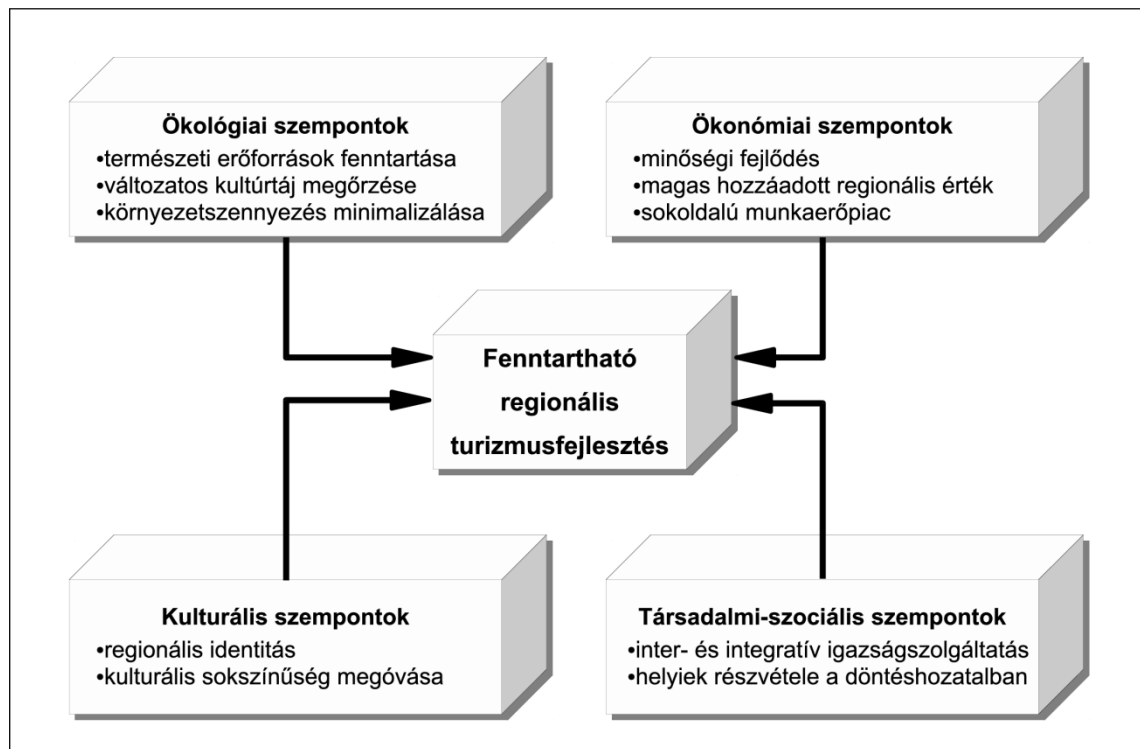 Ökológiai szempontok
•természeti erőforrások fenntartása
•változatos kultúrtáj megőrzése
•környezetszennyezés minimalizálása
Ökonómiai szempontok
•minőségi fejlődés
•magas hozzáadott regionális érték
•sokoldalú munkaerőpiac
Fenntartható
regionális
turizmusfejlesztés
Kulturális szempontok
•regionális identitás
•kulturális sokszínűség megóvása
Társadalmi-szociális szempontok
•inter- és integratív igazságszolgáltatás
•helyiek részvétele a döntéshozatalban